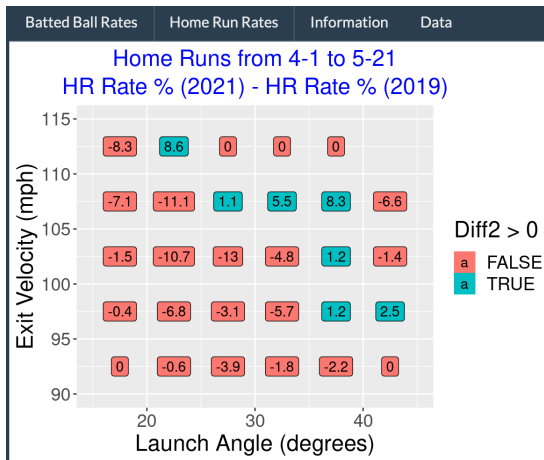 Batted Ball Rates Home Run Rates Information Data
Home Runs from 4-1 to 5-21
HR Rate % (2021) - HR Rate % (2019)
115
-8.3 8.6 0 0 0
110
-7.1 -11.1 1.1 5.5 8.3 -6.6
105
-1.5 -10.7 -13 -4.8 1.2 -1.4
100
-0.4 -6.8 -3.1 -5.7 1.2 2.5
95
0 -0.6 -3.9 -1.8 -2.2 0
90
Exit Velocity (mph)
20 30 40
Launch Angle (degrees)
Diff2 > 0
a FALSE
a TRUE